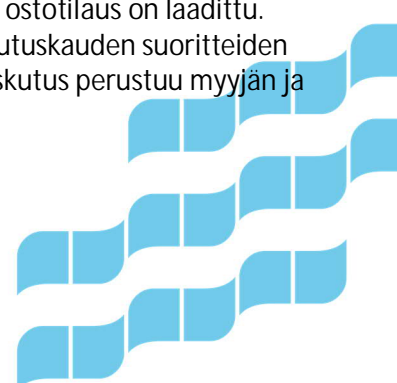 ostotilaus on laadittu.
utuskauden suoritteiden
skutus perustuu myyjän ja